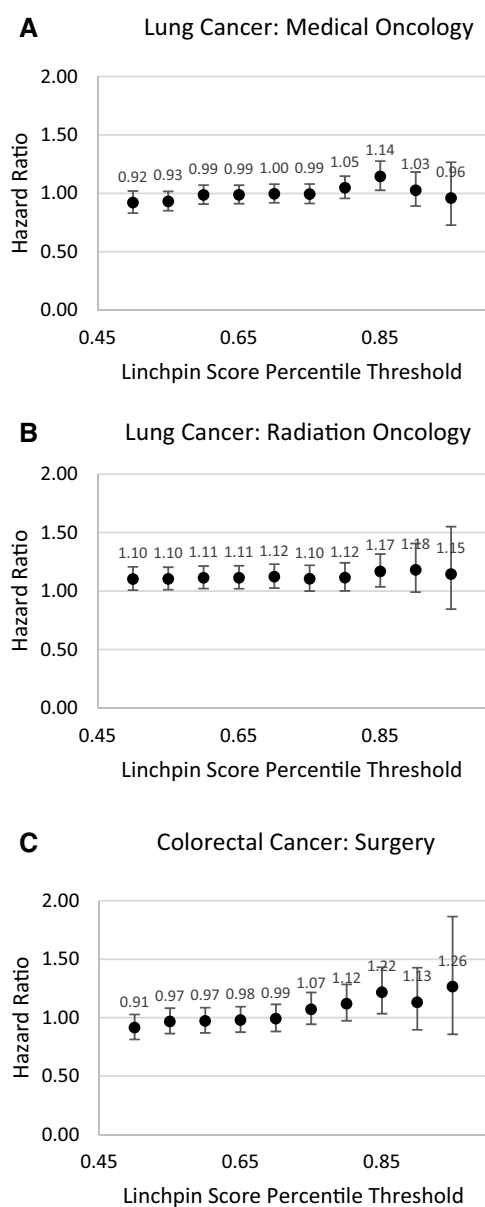 A
Lung Cancer: Medical Oncology
Hazard Ratio
2.00
1.50
1.00
0.50
0.00
0.92 0.93 0.99 0.99 1.00 0.99 1.05 1.14 1.03 0.96
0.45 0.65 0.85
Linchpin Score Percentile Threshold
B
Lung Cancer: Radiation Oncology
Hazard Ratio
2.00
1.50
1.00
0.50
0.00
1.10 1.10 1.11 1.11 1.12 1.10 1.12 1.17 1.18 1.15
0.45 0.65 0.85
Linchpin Score Percentile Threshold
C
Colorectal Cancer: Surgery
Hazard Ratio
2.00
1.50
1.00
0.50
0.00
0.91 0.97 0.97 0.98 0.99 1.07 1.12 1.22 1.13 1.26
0.45 0.65 0.85
Linchpin Score Percentile Threshold